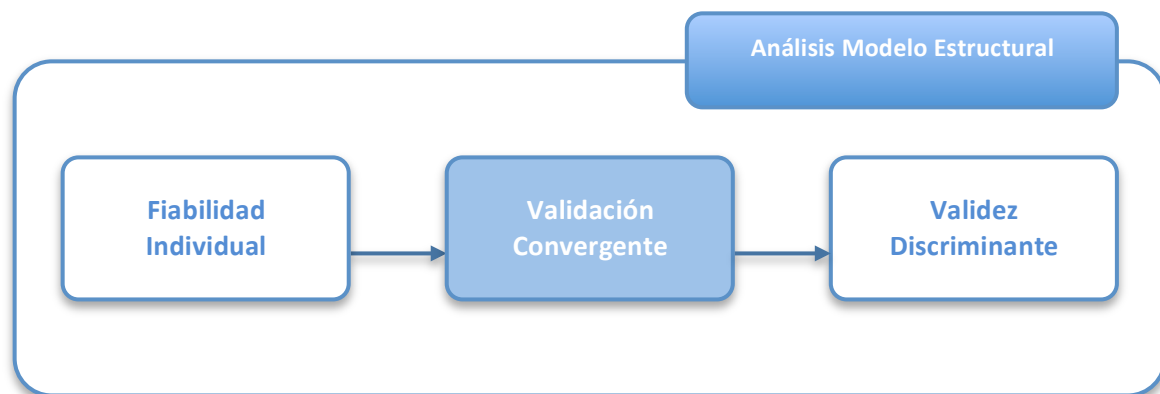 Análisis Modelo Estructural
Fiabilidad
Individual
Validación
Convergente
Validez
Discriminante